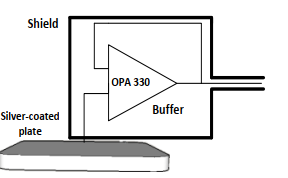 Shield
OPA 330
Buffer
Silver-coated
plate